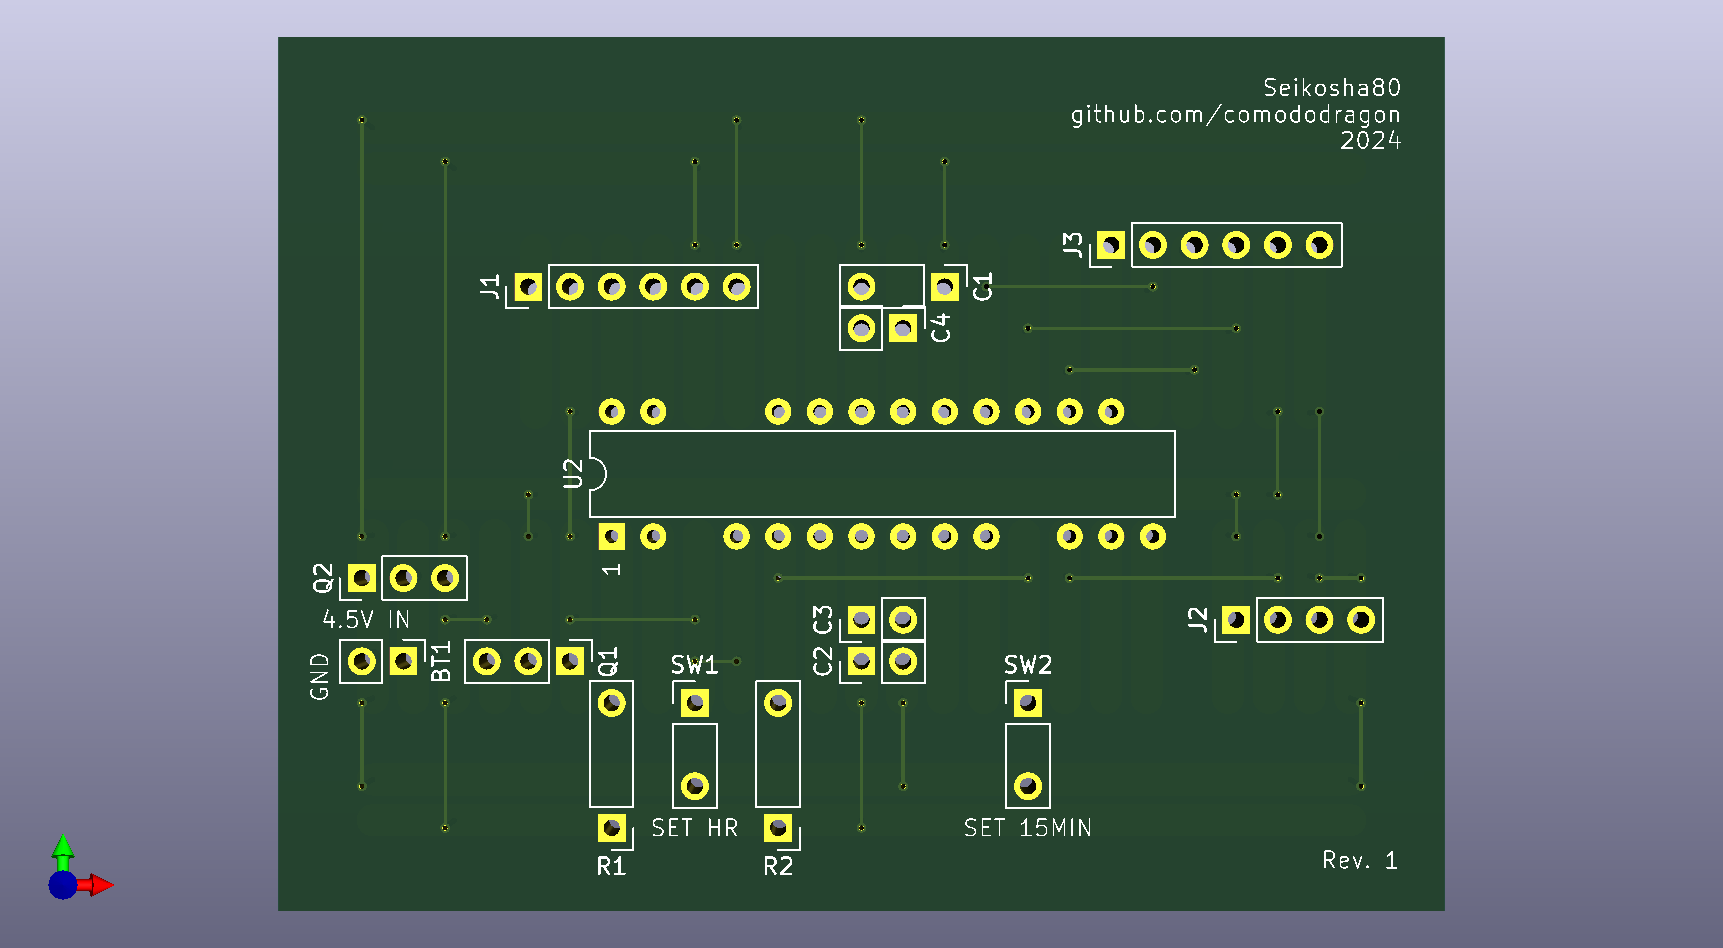 Seikosha80
github.com/comododragon
2024
J3
J1
C1
C4
U2
1
Q2
4.5V IN
GND
BT1
Q1
SW1
C3
C2
SW2
J2
SET HR
SET 15MIN
R1
R2
Rev. 1